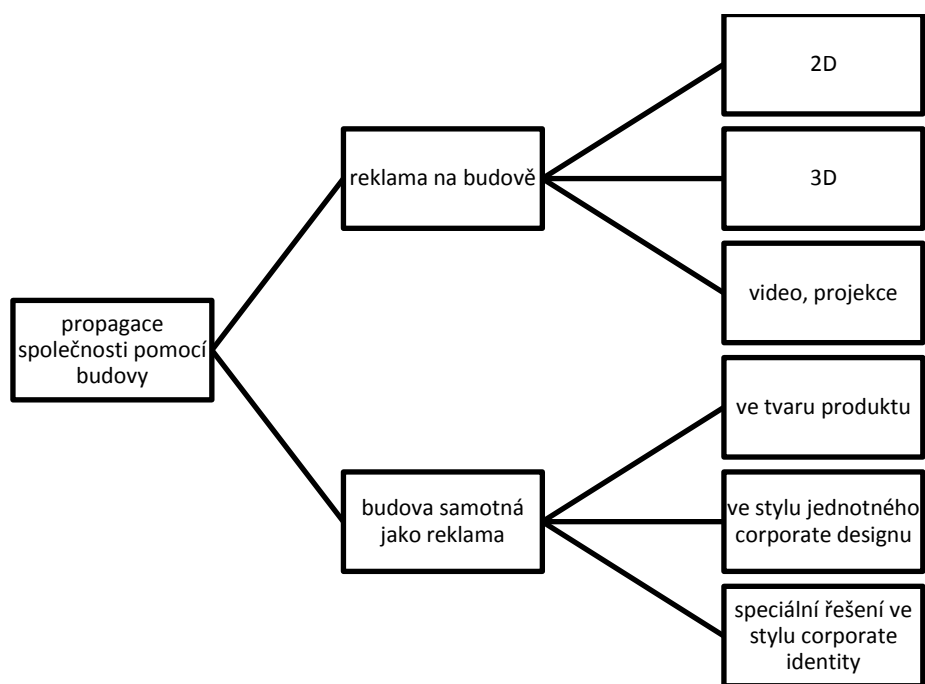 propagace
společnosti pomocí
budovy
reklama na budově
2D
3D
video, projekce
budova samotná
jako reklama
ve tvaru produktu
ve stylu jednotného
corporate designu
speciální řešení ve
stylu corporate
identity